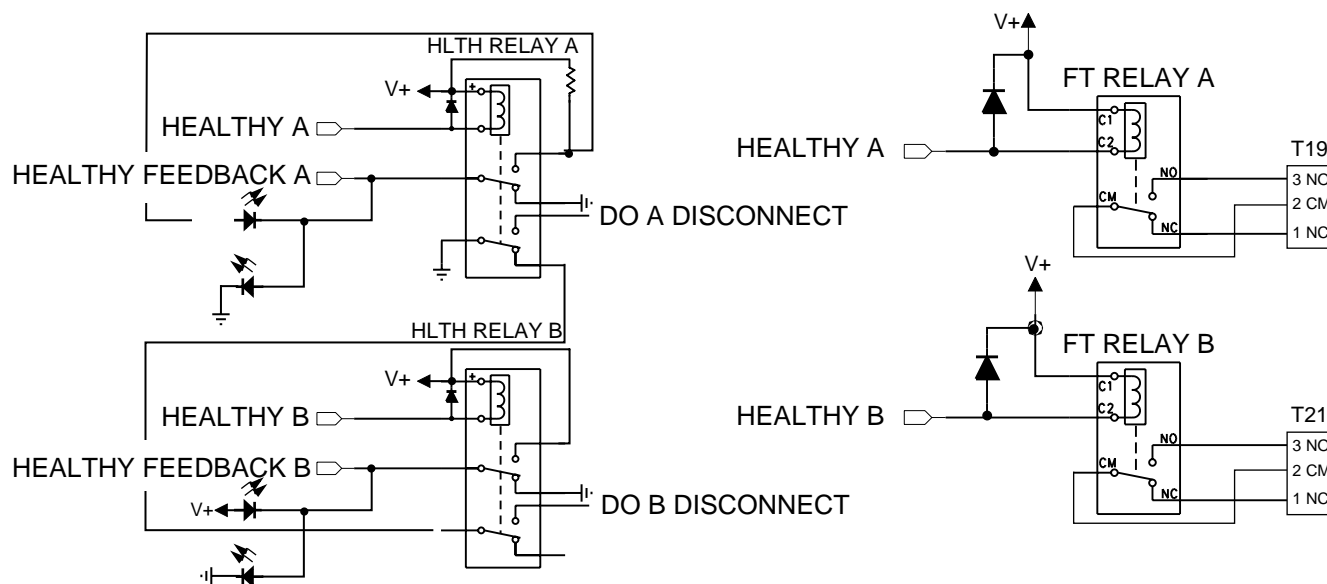 HLTH RELAY A
V+
+
HEALTHY A
HEALTHY FEEDBACK A
DO A DISCONNECT
HLTH RELAY B
V+
+
HEALTHY B
HEALTHY FEEDBACK B
V+
DO B DISCONNECT
V+
FT RELAY A
C1
C2
HEALTHY A
NO
CM
NC
T19
3 NO
2 CM
1 NC
V+
FT RELAY B
C1
C2
HEALTHY B
NO
CM
NC
T21
3 NO
2 CM
1 NC